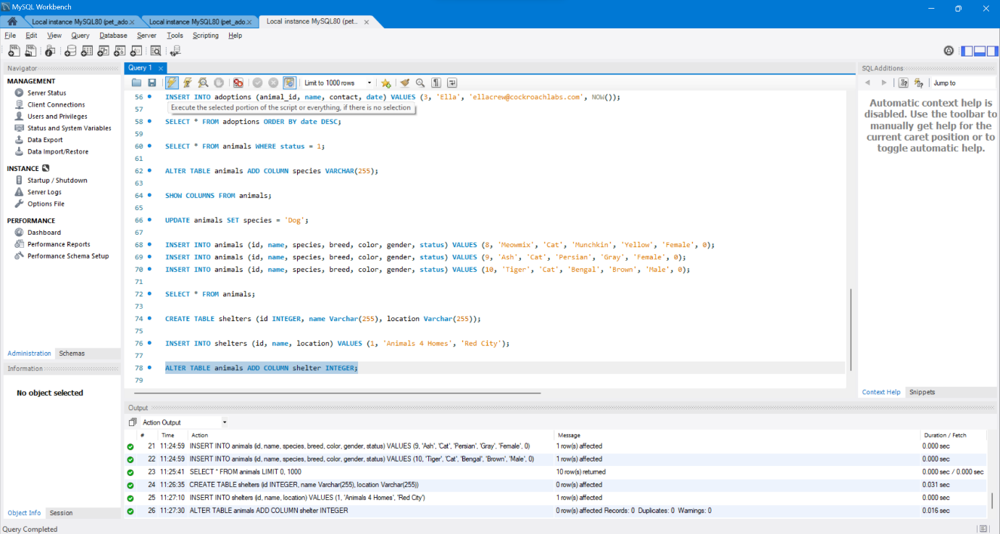 MySQL Workbench
Local instance MySQL80 (pet_ado.× Local instance MySQL80 (pet_ado.× Local instance MySQL80 (pet_... ×
File Edit View Query Database Server Tools Scripting Help
Navigator
MANAGEMENT
Server Status
Client Connections
Users and Privileges
Status and System Variables
Data Export
Data Import/Restore
INSTANCE
Startup / Shutdown
Server Logs
Options File
PERFORMANCE
Dashboard
Performance Reports
Performance Schema Setup
Administration Schemas
Information
No object selected
Object Info Session
Query 1 ×
Limit to 1000 rows
56 INSERT INTO adoptions (animal_id, name, contact, date) VALUES (3, 'Ella', 'ellacrew@cockroachlabs.com', NOW());
Execute the selected portion of the script or everything, if there is no selection
57
58 SELECT * FROM adoptions ORDER BY date DESC;
59
60 SELECT * FROM animals WHERE status = 1;
61
62 ALTER TABLE animals ADD COLUMN species VARCHAR(255);
63
64 SHOW COLUMNS FROM animals;
65
66 UPDATE animals SET species = 'Dog';
67
68 INSERT INTO animals (id, name, species, breed, color, gender, status) VALUES (8, 'Meowmix', 'Cat', 'Munchkin', 'Yellow', 'Female', 0);
69 INSERT INTO animals (id, name, species, breed, color, gender, status) VALUES (9, 'Ash', 'Cat', 'Persian', 'Gray', 'Female', 0);
70 INSERT INTO animals (id, name, species, breed, color, gender, status) VALUES (10, 'Tiger', 'Cat', 'Bengal', 'Brown', 'Male', 0);
71
72 SELECT * FROM animals;
73
74 CREATE TABLE shelters (id INTEGER, name Varchar(255), location Varchar(255));
75
76 INSERT INTO shelters (id, name, location) VALUES (1, 'Animals 4 Homes', 'Red City');
77
78 ALTER TABLE animals ADD COLUMN shelter INTEGER;
79
SQLAdditions
Jump to
Automatic context help is
disabled. Use the toolbar to
manually get help for the
current caret position or to
toggle automatic help.
Context Help Snippets
Output
Action Output
# Time Action Message Duration / Fetch
21 11:24:59 INSERT INTO animals (id, name, species, breed, color, gender, status) VALUES (9, 'Ash', 'Cat', 'Persian', 'Gray', 'Female', 0) 1 row(s) affected 0.000 sec
22 11:24:59 INSERT INTO animals (id, name, species, breed, color, gender, status) VALUES (10, 'Tiger', 'Cat', 'Bengal', 'Brown', 'Male', 0) 1 row(s) affected 0.000 sec
23 11:25:41 SELECT * FROM animals LIMIT 0, 1000 10 row(s) returned 0.000 sec / 0.000 sec
24 11:26:35 CREATE TABLE shelters (id INTEGER, name Varchar(255), location Varchar(255)) 0 row(s) affected 0.031 sec
25 11:27:10 INSERT INTO shelters (id, name, location) VALUES (1, 'Animals 4 Homes', 'Red City') 1 row(s) affected 0.000 sec
26 11:27:30 ALTER TABLE animals ADD COLUMN shelter INTEGER 0 row(s) affected Records: 0 Duplicates: 0 Warnings: 0 0.016 sec
Query Completed